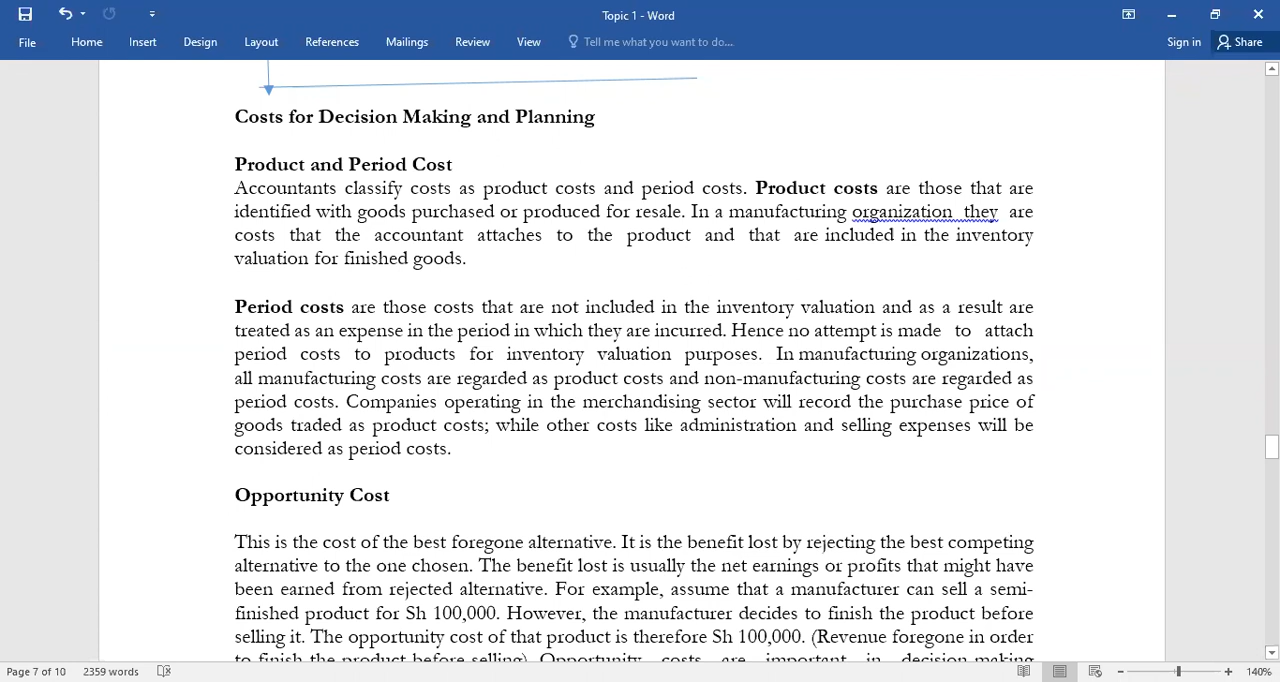 Topic 1 - Word
File Home Insert Design Layout References Mailings Review View Tell me what you want to do... Sign in Share
Costs for Decision Making and Planning
Product and Period Cost
Accountants classify costs as product costs and period costs. Product costs are those that are
identified with goods purchased or produced for resale. In a manufacturing organization they are
costs that the accountant attaches to the product and that are included in the inventory
valuation for finished goods.
Period costs are those costs that are not included in the inventory valuation and as a result are
treated as an expense in the period in which they are incurred. Hence no attempt is made to attach
period costs to products for inventory valuation purposes. In manufacturing organizations,
all manufacturing costs are regarded as product costs and non-manufacturing costs are regarded as
period costs. Companies operating in the merchandising sector will record the purchase price of
goods traded as product costs; while other costs like administration and selling expenses will be
considered as period costs.
Opportunity Cost
This is the cost of the best foregone alternative. It is the benefit lost by rejecting the best competing
alternative to the one chosen. The benefit lost is usually the net earnings or profits that might have
been earned from rejected alternative. For example, assume that a manufacturer can sell a semi-
finished product for Sh 100,000. However, the manufacturer decides to finish the product before
selling it. The opportunity cost of that product is therefore Sh 100,000. (Revenue foregone in order
to finish the product before selling). Opportunity costs are important in decision-making
Page 7 of 10 2359 words 140%